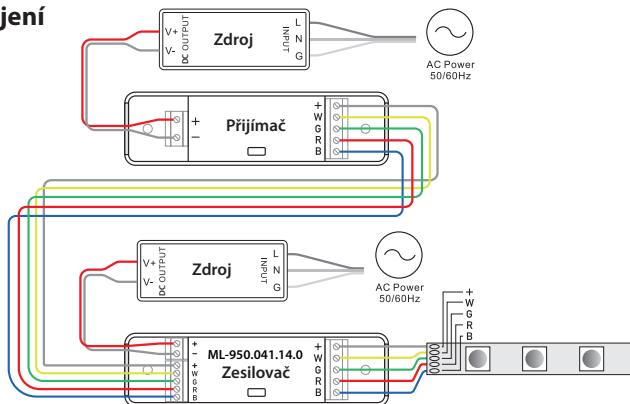 jení
V+
V-
DC OUTPUT
Zdroj
INPUT
L
N
G
AC Power
50/60Hz
+
−
Přijímač
+
W
G
R
B
V+
V-
DC OUTPUT
Zdroj
INPUT
L
N
G
AC Power
50/60Hz
+
W
G
R
B
+
−
+
W
G
R
B
ML-950.041.14.0
Zesilovač
+
W
G
R
B